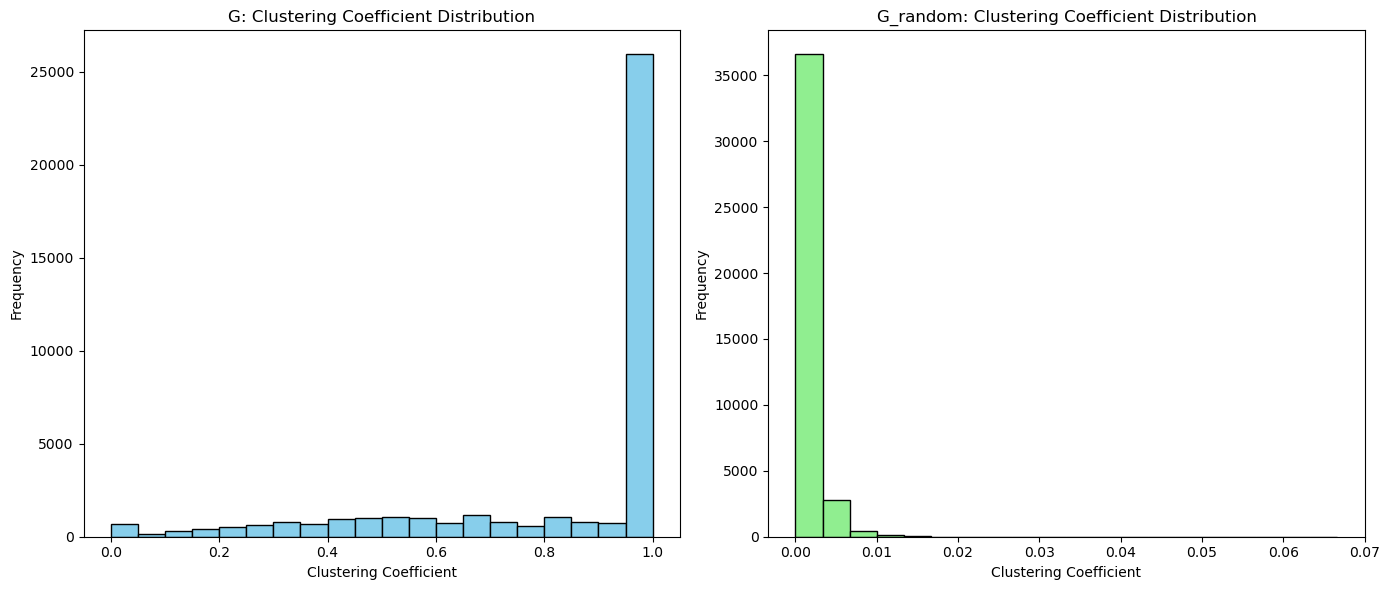 G: Clustering Coefficient Distribution
25000
20000
15000
10000
5000
0
Frequency
0.0 0.2 0.4 0.6 0.8 1.0
Clustering Coefficient
G_random: Clustering Coefficient Distribution
35000
30000
25000
20000
15000
10000
5000
0
Frequency
0.00 0.01 0.02 0.03 0.04 0.05 0.06 0.07
Clustering Coefficient